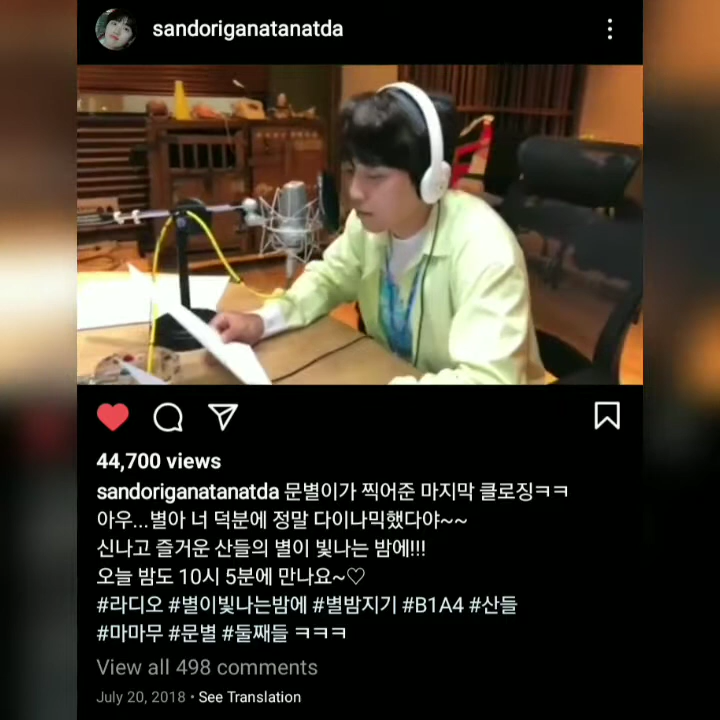 sandoriganatanatda
44,700 views
sandoriganatanatda 문별이가 찍어준 마지막 클로징ㅋㅋ
아우...별아 너 덕분에 정말 다이나믹했다야~~
신나고 즐거운 산들의 별이 빛나는 밤에!!!
오늘 밤도 10시 5분에 만나요~♡
#라디오 #별이빛나는밤에 #별밤지기 #B1A4 #산들
#마마무 #문별 #둘째들 ㅋㅋㅋ
View all 498 comments
July 20, 2018 • See Translation